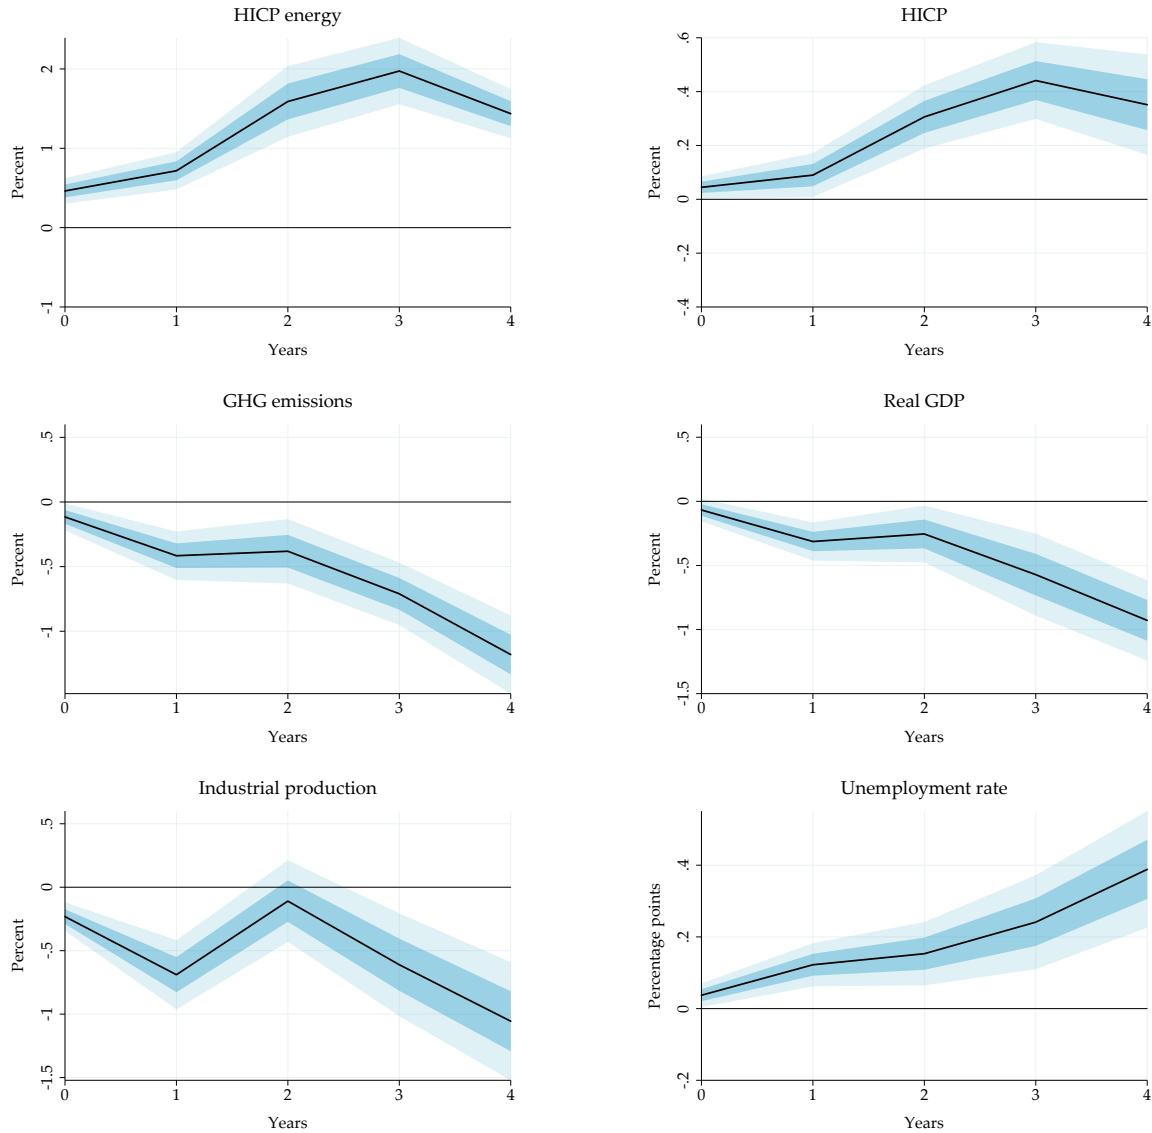 HICP energy
Percent
2
1
0
-1
0 1 2 3 4
Years
HICP
Percent
.6
.4
.2
0
-.2
-.4
0 1 2 3 4
Years
GHG emissions
Percent
.5
0
-.5
-1
0 1 2 3 4
Years
Real GDP
Percent
.5
0
-.5
-1
-1.5
0 1 2 3 4
Years
Industrial production
Percent
.5
0
-.5
-1
-1.5
0 1 2 3 4
Years
Unemployment rate
Percentage points
.4
.2
0
-.2
0 1 2 3 4
Years